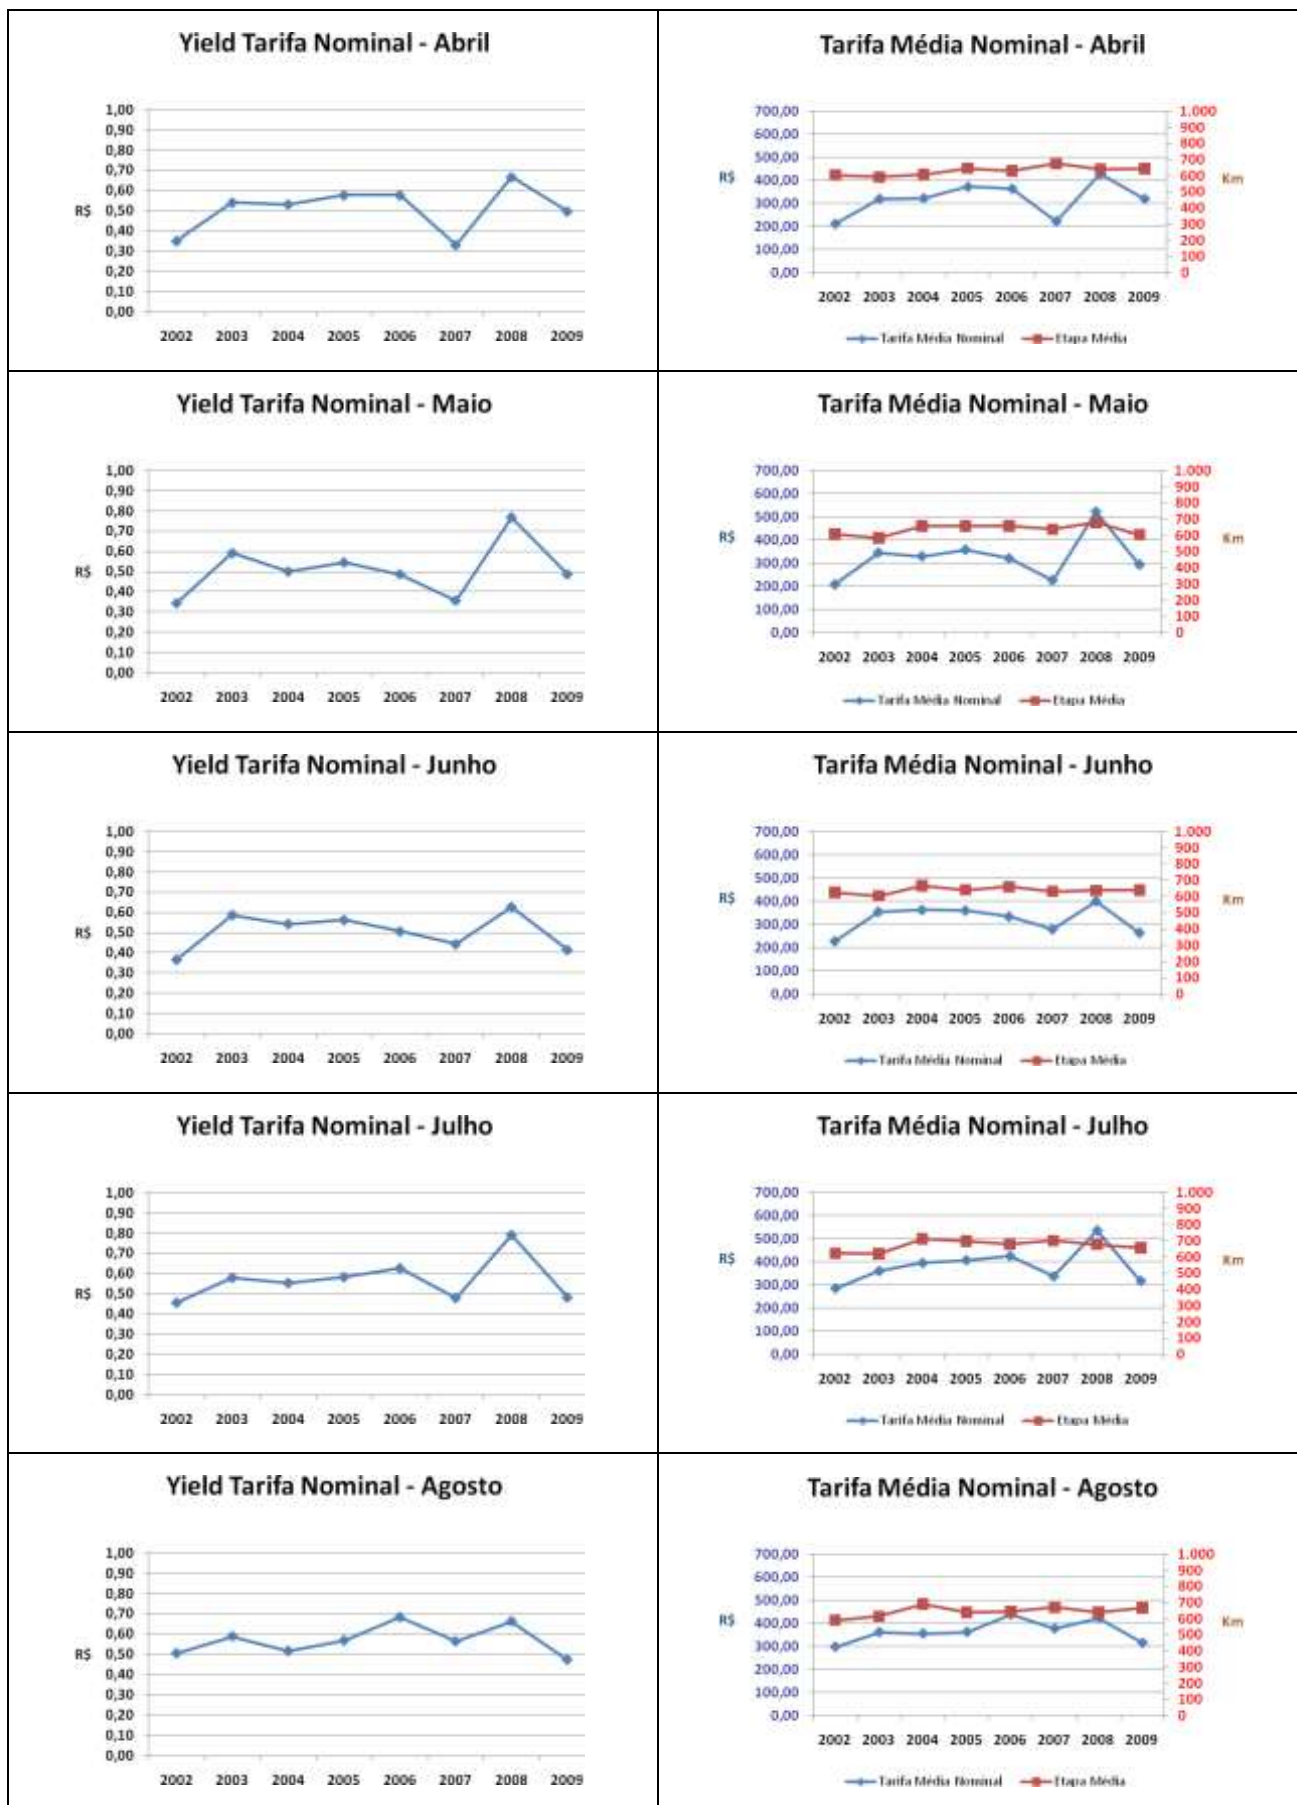 Yield Tarifa Nominal - Abril
1,00
0,90
0,80
0,70
0,60
R$ 0,50
0,40
0,30
0,20
0,10
0,00
2002 2003 2004 2005 2006 2007 2008 2009
Tarifa Média Nominal - Abril
700,00 1.000
600,00 900
500,00 800
R$ 400,00 700 Km
300,00 600
200,00 500
100,00 400
0,00 300
200
100
0
2002 2003 2004 2005 2006 2007 2008 2009
Tarifa Média Nominal Etapa Média
Yield Tarifa Nominal - Maio
1,00
0,90
0,80
0,70
0,60
R$ 0,50
0,40
0,30
0,20
0,10
0,00
2002 2003 2004 2005 2006 2007 2008 2009
Tarifa Média Nominal - Maio
700,00 1.000
600,00 900
500,00 800
R$ 400,00 700 Km
300,00 600
200,00 500
100,00 400
0,00 300
200
100
0
2002 2003 2004 2005 2006 2007 2008 2009
Tarifa Média Nominal Etapa Média
Yield Tarifa Nominal - Junho
1,00
0,90
0,80
0,70
0,60
R$ 0,50
0,40
0,30
0,20
0,10
0,00
2002 2003 2004 2005 2006 2007 2008 2009
Tarifa Média Nominal - Junho
700,00 1.000
600,00 900
500,00 800
R$ 400,00 700 Km
300,00 600
200,00 500
100,00 400
0,00 300
200
100
0
2002 2003 2004 2005 2006 2007 2008 2009
Tarifa Média Nominal Etapa Média
Yield Tarifa Nominal - Julho
1,00
0,90
0,80
0,70
0,60
R$ 0,50
0,40
0,30
0,20
0,10
0,00
2002 2003 2004 2005 2006 2007 2008 2009
Tarifa Média Nominal - Julho
700,00 1.000
600,00 900
500,00 800
R$ 400,00 700 Km
300,00 600
200,00 500
100,00 400
0,00 300
200
100
0
2002 2003 2004 2005 2006 2007 2008 2009
Tarifa Média Nominal Etapa Média
Yield Tarifa Nominal - Agosto
1,00
0,90
0,80
0,70
0,60
R$ 0,50
0,40
0,30
0,20
0,10
0,00
2002 2003 2004 2005 2006 2007 2008 2009
Tarifa Média Nominal - Agosto
700,00 1.000
600,00 900
500,00 800
R$ 400,00 700 Km
300,00 600
200,00 500
100,00 400
0,00 300
200
100
0
2002 2003 2004 2005 2006 2007 2008 2009
Tarifa Média Nominal Etapa Média